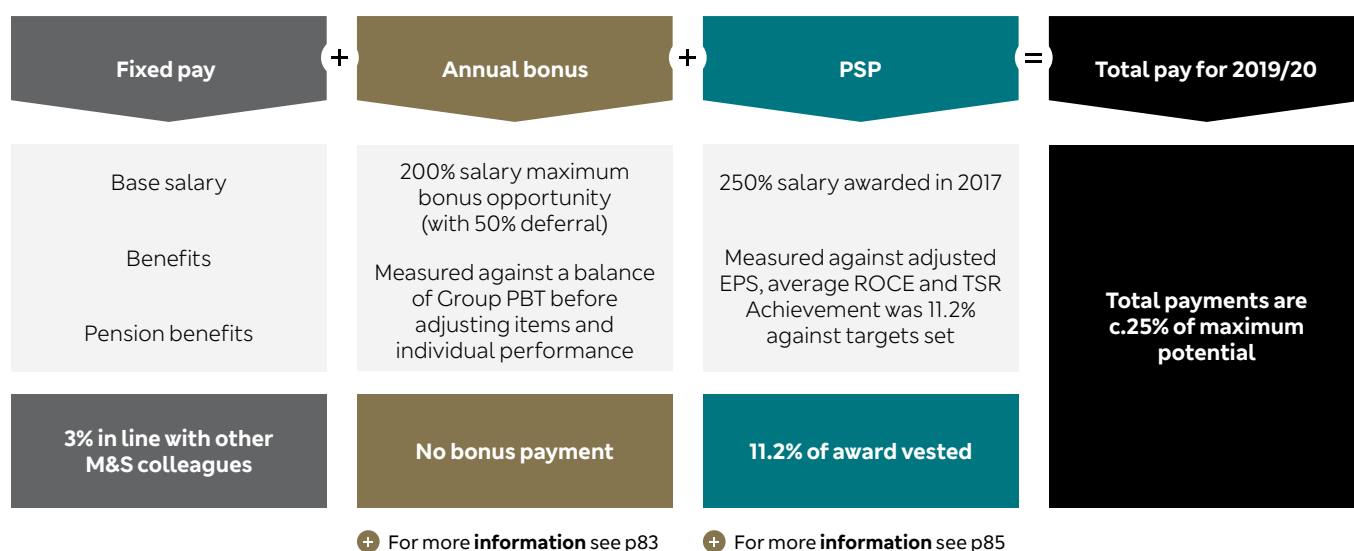 Fixed pay
+
Annual bonus
+
PSP
=
Total pay for 2019/20
Base salary
Benefits
Pension benefits
200% salary maximum
bonus opportunity
(with 50% deferral)
Measured against a balance
of Group PBT before
adjusting items and
individual performance
250% salary awarded in 2017
Measured against adjusted
EPS, average ROCE and TSR
Achievement was 11.2%
against targets set
Total payments are
c.25% of maximum
potential
3% in line with other
M&S colleagues
No bonus payment
11.2% of award vested
+ For more information see p83
+ For more information see p85